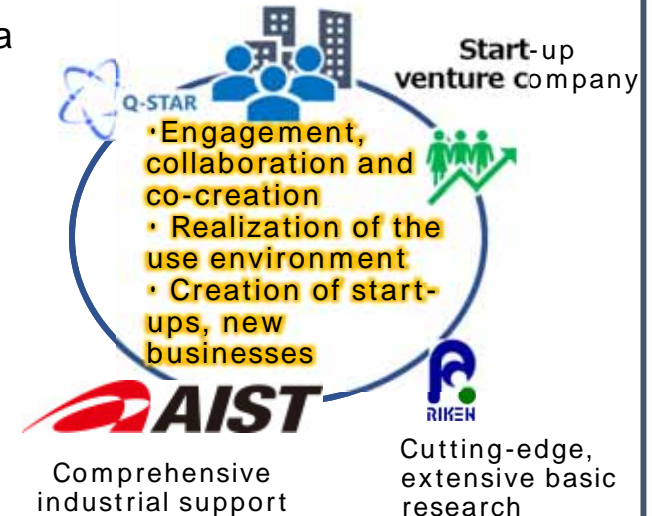 a
Start-up
venture company
Q-STAR
・Engagement,
collaboration and
co-creation
・ Realization of the
use environment
・ Creation of start-
ups, new
businesses
AIST
RIKEN
Comprehensive
industrial support
Cutting-edge,
extensive basic
research